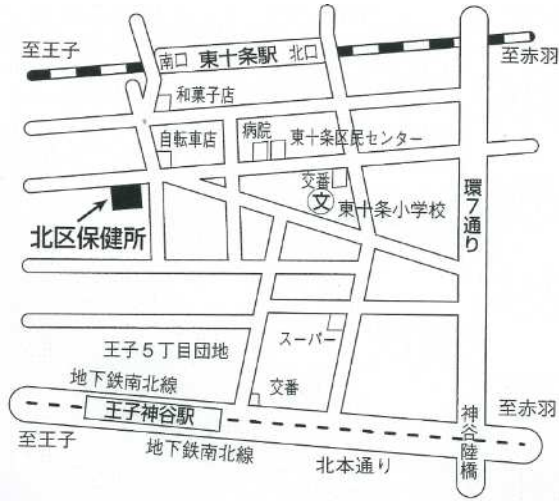 至王子
南口
東十条駅
北口
至赤羽
和菓子店
自転車店
病院
東十条区民センター
交番
文
東十条小学校
環7通り
北区保健所
スーパー
王子5丁目団地
地下鉄南北線
交番
王子神谷駅
至赤羽
至王子
地下鉄南北線
北本通り
神谷陸橋